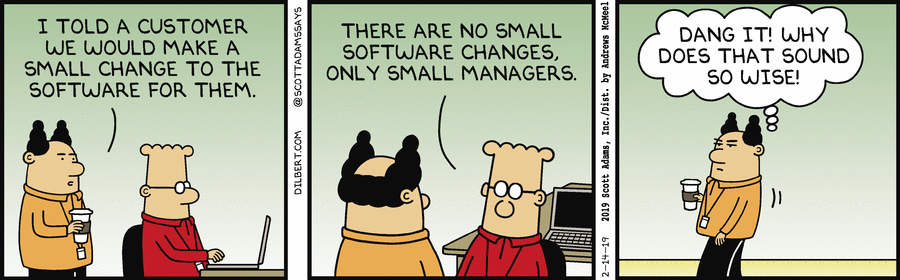 I TOLD A CUSTOMER
WE WOULD MAKE A
SMALL CHANGE TO THE
SOFTWARE FOR THEM.
DILBERT.COM
@SCOTTADAMSSAYS
THERE ARE NO SMALL
SOFTWARE CHANGES,
ONLY SMALL MANAGERS.
2-14-19 2019 Scott Adams, Inc./Dist. by Andrews McMeel
DANG IT! WHY
DOES THAT SOUND
SO WISE!